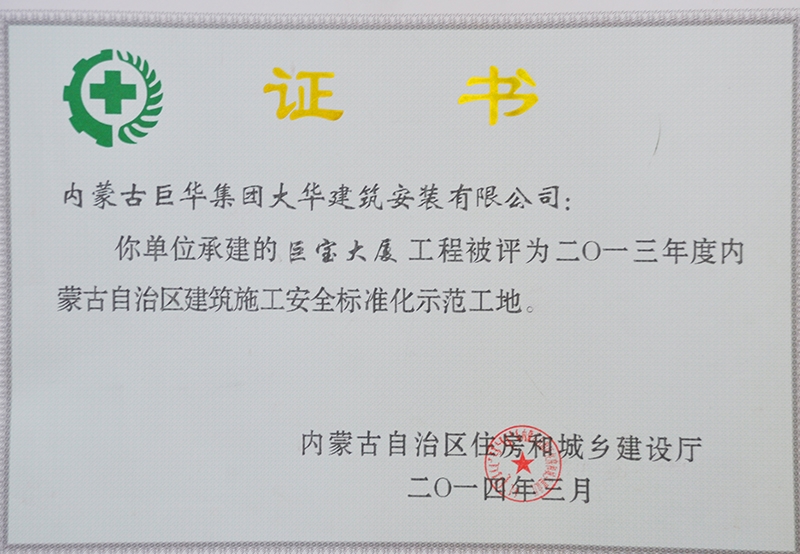 证 书
内蒙古巨华集团大华建筑安装有限公司：
你单位承建的 巨宝大厦 工程被评为二〇一三年度内
蒙古自治区建筑施工安全标准化示范工地。
内蒙古自治区住房和城乡建设厅
二〇一四年三月